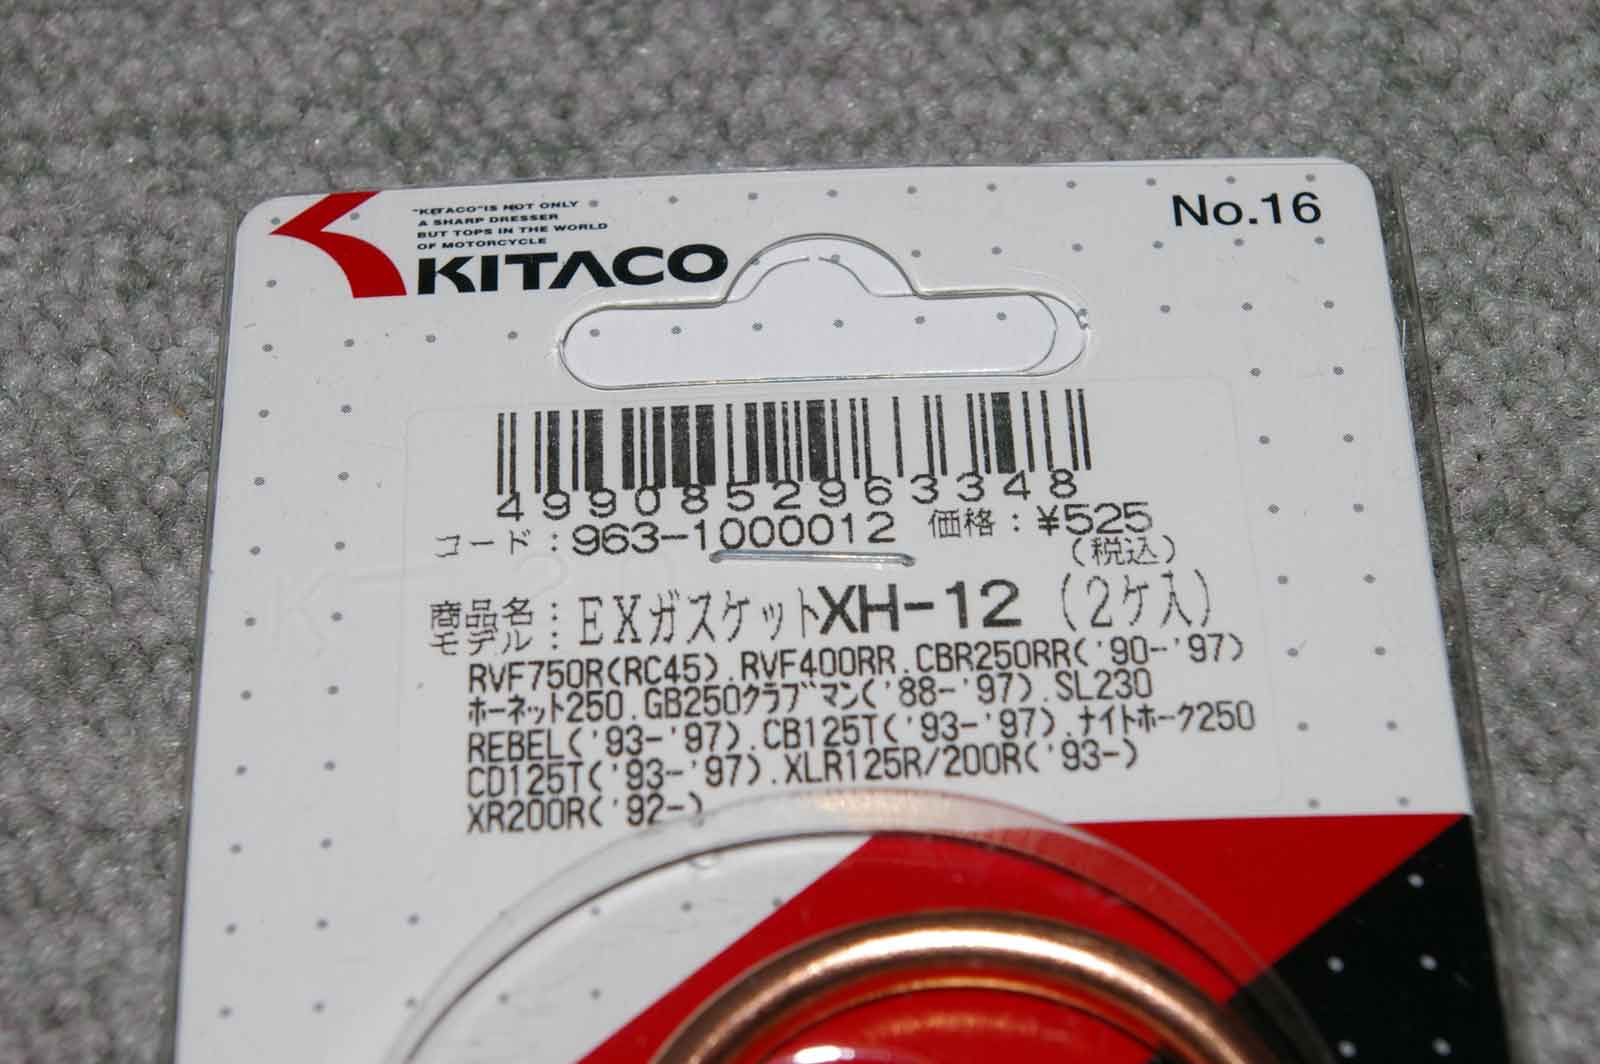 "KITACO" IS NOT ONLY
A SHARP DRESSER
BUT TOPS IN THE WORLD
OF MOTORCYCLE
KITACO
No.16
4990852963348
コード：963-1000012 価格：¥525
（税込）
商品名：EXガスケットXH-12（2ケ入）
モデル：
RVF750R(RC45).RVF400RR.CBR250RR('90-'97)
ホーネット250.GB250クラブマン('88-'97).SL230
REBEL('93-'97).CB125T('93-'97).ナイトホーク250
CD125T('93-'97).XLR125R/200R('93-)
XR200R('92-)